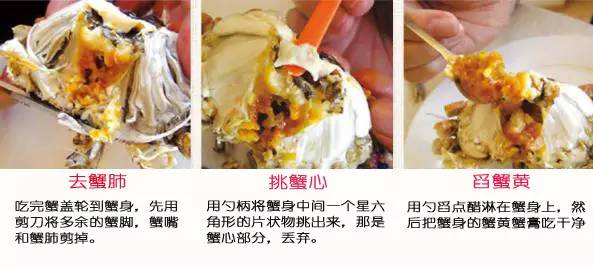 去蟹肺
吃完蟹盖轮到蟹身，先用
剪刀将多余的蟹脚，蟹嘴
和蟹肺剪掉。
挑蟹心
用勺柄将蟹身中间一个呈六
角形的片状物挑出来，那是
蟹心部分，丢弃。
舀蟹黄
用勺舀点醋淋在蟹身上，然
后把蟹身的蟹黄蟹膏吃干净